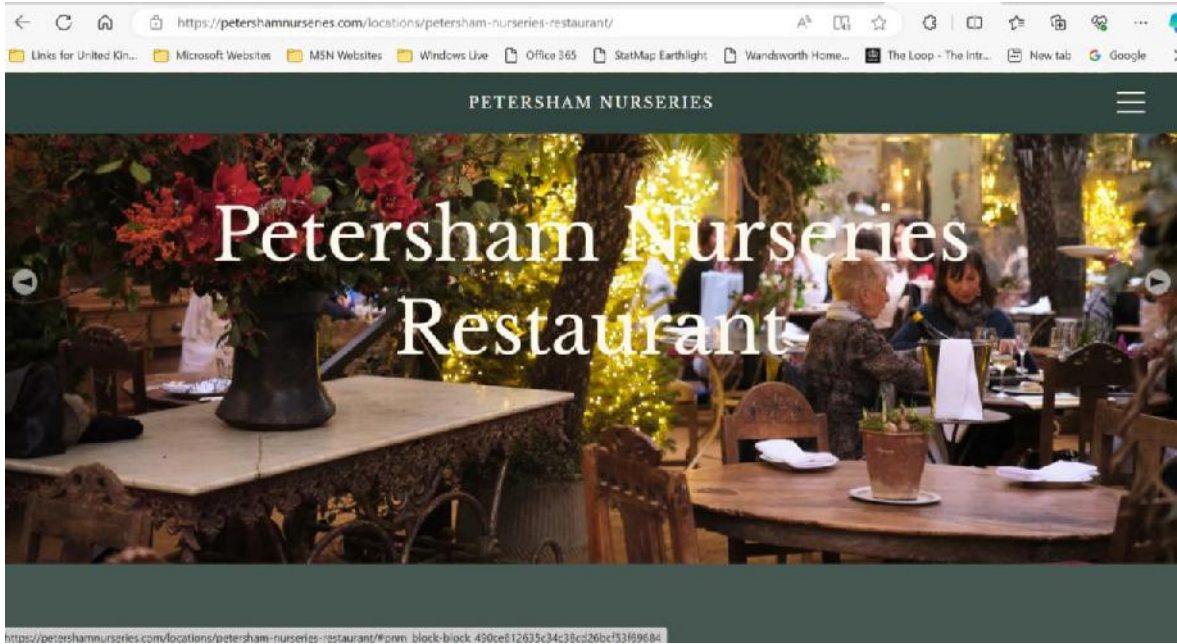 https://petershamnurseries.com/locations/petersham-nurseries-restaurant/
Links for United Kin... Microsoft Websites MSN Websites Windows Live Office 365 StatMap Earthlight Wandsworth Home... The Loop - The Intr... New tab Google
PETERSHAM NURSERIES
Petersham Nurseries
Restaurant
https://petershamnurseries.com/locations/petersham-nurseries-restaurant/#pnm_block-block_490ce812635c34c38cd26bcf53f69684